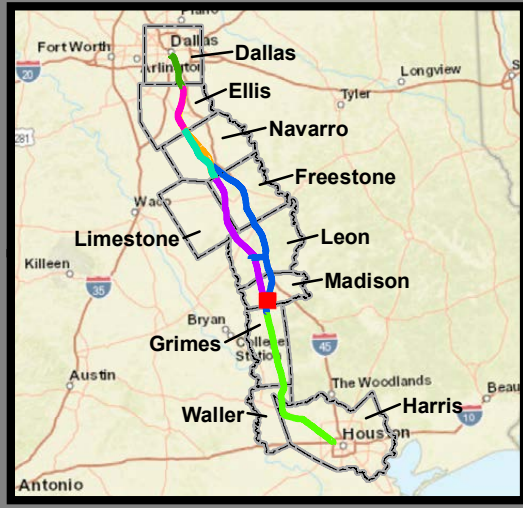 Plano
Fort Worth
Dallas
Dallas
Arlington
20
Longview
Ellis
Tyler
Navarro
281
Freestone
Waco
Limestone
Leon
Killeen
Madison
35
Bryan
Grimes
College
Station
45
Austin
The Woodlands
Waller
Harris
10
Beau
Houston
Antonio